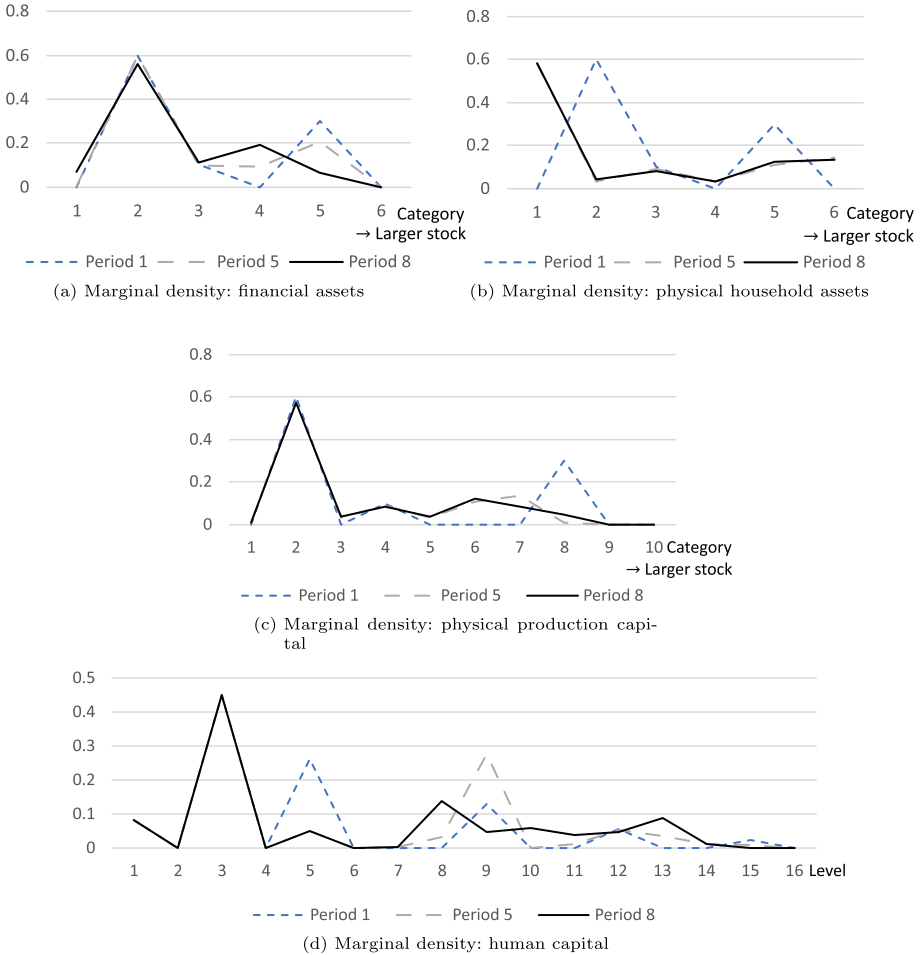 0.8
0.6
0.4
0.2
0
1 2 3 4 5 6 Category
→ Larger stock
Period 1 Period 5 Period 8
(a) Marginal density: financial assets
0.8
0.6
0.4
0.2
0
1 2 3 4 5 6 Category
→ Larger stock
Period 1 Period 5 Period 8
(b) Marginal density: physical household assets
0.8
0.6
0.4
0.2
0
1 2 3 4 5 6 7 8 9 10 Category
→ Larger stock
Period 1 Period 5 Period 8
(c) Marginal density: physical production capi-
tal
0.5
0.4
0.3
0.2
0.1
0
1 2 3 4 5 6 7 8 9 10 11 12 13 14 15 16 Level
Period 1 Period 5 Period 8
(d) Marginal density: human capital